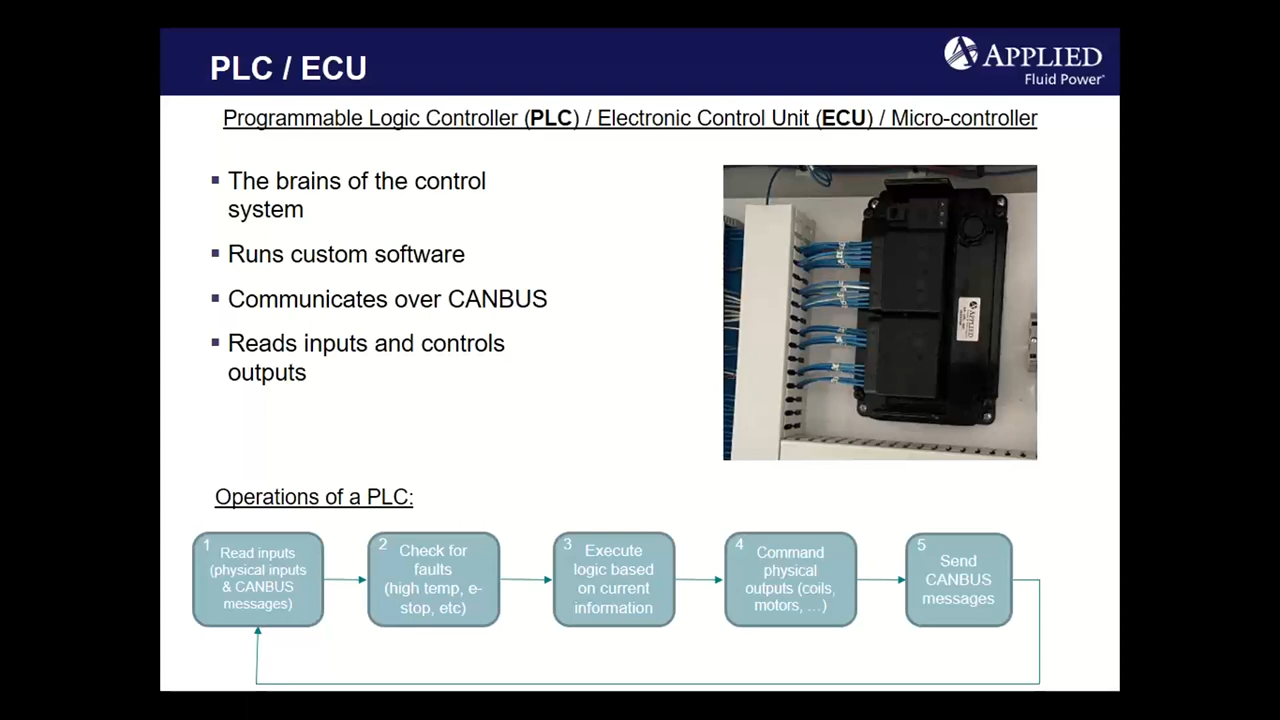 PLC / ECU
APPLIED
Fluid Power
Programmable Logic Controller (PLC) / Electronic Control Unit (ECU) / Micro-controller
▪ The brains of the control
system
▪ Runs custom software
▪ Communicates over CANBUS
▪ Reads inputs and controls
outputs
APPLIED
Operations of a PLC:
1
Read inputs
(physical inputs
& CANBUS
messages)
2
Check for
faults
(high temp, e-
stop, etc)
3
Execute
logic based
on current
information
4
Command
physical
outputs (coils,
motors, ...)
5
Send
CANBUS
messages